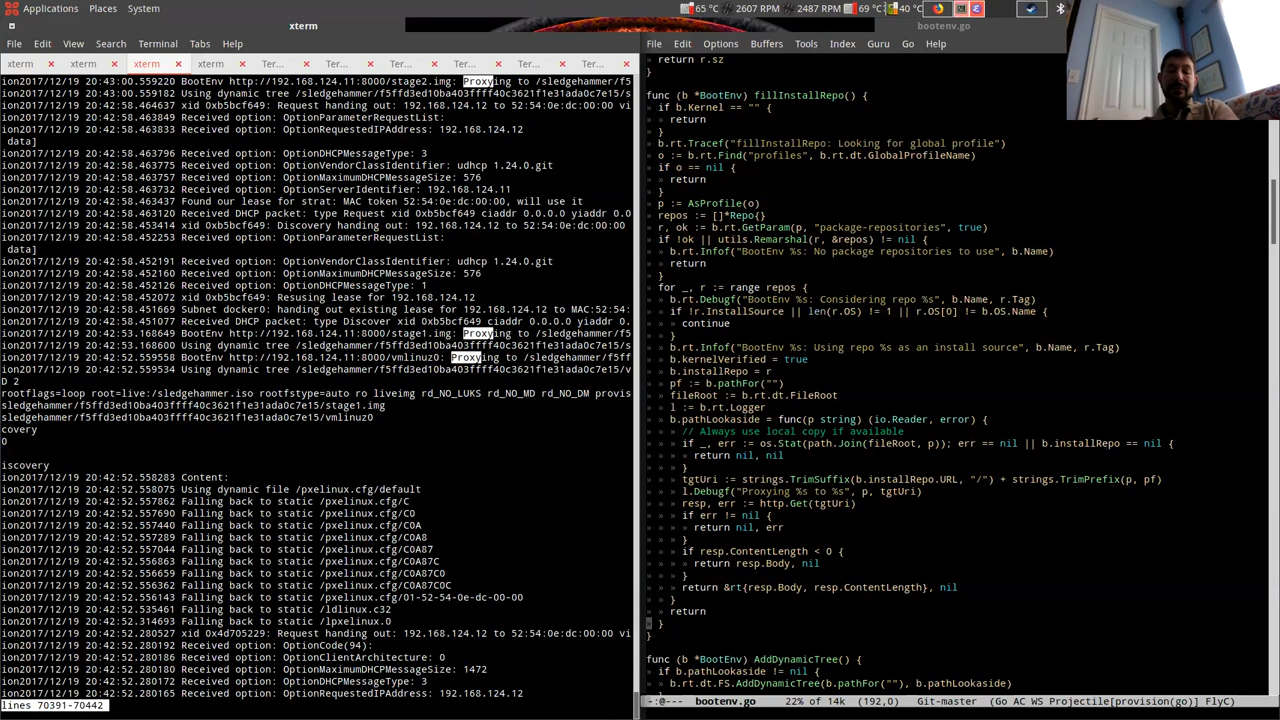 Applications Places System
65 °C 2607 RPM 2487 RPM 69 °C 40 °C
xterm
bootenv.go
File Edit View Search Terminal Tabs Help
xterm xterm xterm xterm Ter... Ter... Ter... Ter... Ter...
ion2017/12/19 20:43:00.559220 BootEnv http://192.168.124.11:8000/stage2.img: Proxying to /sledgehammer/f5
ion2017/12/19 20:43:00.559182 Using dynamic tree /sledgehammer/f5ffd3ed10ba403ffff40c3621f1e31ada0c7e15/s
ion2017/12/19 20:42:58.464637 xid 0xb5bcf649: Request handing out: 192.168.124.12 to 52:54:0e:dc:00:00 vi
ion2017/12/19 20:42:58.463849 Received option: OptionParameterRequestList:
ion2017/12/19 20:42:58.463833 Received option: OptionRequestedIPAddress: 192.168.124.12
data]
ion2017/12/19 20:42:58.463796 Received option: OptionDHCPMessageType: 3
ion2017/12/19 20:42:58.463775 Received option: OptionVendorClassIdentifier: udhcp 1.24.0.git
ion2017/12/19 20:42:58.463757 Received option: OptionMaximumDHCPMessageSize: 576
ion2017/12/19 20:42:58.463732 Received option: OptionServerIdentifier: 192.168.124.11
ion2017/12/19 20:42:58.463437 Found our lease for strat: MAC token 52:54:0e:dc:00:00, will use it
ion2017/12/19 20:42:58.463120 Received DHCP packet: type Request xid 0xb5bcf649 ciaddr 0.0.0.0 yiaddr 0.0
ion2017/12/19 20:42:58.463014 xid 0xb5bcf649: Discovery handing out: 192.168.124.12 to 52:54:0e:dc:00:00
ion2017/12/19 20:42:58.452253 Received option: OptionParameterRequestList:
data]
ion2017/12/19 20:42:58.452191 Received option: OptionVendorClassIdentifier: udhcp 1.24.0.git
ion2017/12/19 20:42:58.452160 Received option: OptionMaximumDHCPMessageSize: 576
ion2017/12/19 20:42:58.452126 Received option: OptionDHCPMessageType: 1
ion2017/12/19 20:42:58.452072 xid 0xb5bcf649: Resusing lease for 192.168.124.12
ion2017/12/19 20:42:58.451969 Subnet docker0: handing out existing lease for 192.168.124.12 to MAC:52:54:
ion2017/12/19 20:42:58.451077 Received DHCP packet: type Discover xid 0xb5bcf649 ciaddr 0.0.0.0 yiaddr 0.
ion2017/12/19 20:42:53.168649 BootEnv http://192.168.124.11:8000/stage1.img: Proxying to /sledgehammer/f5
ion2017/12/19 20:42:53.168600 Using dynamic tree /sledgehammer/f5ffd3ed10ba403ffff40c3621f1e31ada0c7e15/s
ion2017/12/19 20:42:52.559558 BootEnv http://192.168.124.11:8000/vmlinuz0: Proxying to /sledgehammer/f5ff
ion2017/12/19 20:42:52.559534 Using dynamic tree /sledgehammer/f5ffd3ed10ba403ffff40c3621f1e31ada0c7e15/v
D 2
rootflags=loop root=live:/sledgehammer.iso rootfstype=auto ro liveimg rd_NO_LUKS rd_NO_MD rd_NO_DM provis
sledgehammer/f5ffd3ed10ba403ffff40c3621f1e31ada0c7e15/stage1.img
sledgehammer/f5ffd3ed10ba403ffff40c3621f1e31ada0c7e15/vmlinuz0
covery
0
iscovery
ion2017/12/19 20:42:52.558283 Content:
ion2017/12/19 20:42:52.558075 Using dynamic file /pxelinux.cfg/default
ion2017/12/19 20:42:52.557862 Falling back to static /pxelinux.cfg/C
ion2017/12/19 20:42:52.557690 Falling back to static /pxelinux.cfg/C0
ion2017/12/19 20:42:52.557440 Falling back to static /pxelinux.cfg/C0A
ion2017/12/19 20:42:52.557238 Falling back to static /pxelinux.cfg/C0A8
ion2017/12/19 20:42:52.557044 Falling back to static /pxelinux.cfg/C0A87
ion2017/12/19 20:42:52.556863 Falling back to static /pxelinux.cfg/C0A87C
ion2017/12/19 20:42:52.556659 Falling back to static /pxelinux.cfg/C0A87C0
ion2017/12/19 20:42:52.556362 Falling back to static /pxelinux.cfg/C0A87C0C
ion2017/12/19 20:42:52.556143 Falling back to static /pxelinux.cfg/01-52-54-0e-dc-00-00
ion2017/12/19 20:42:52.535461 Falling back to static /ldlinux.c32
ion2017/12/19 20:42:52.314693 Falling back to static /lpxelinux.0
ion2017/12/19 20:42:52.280527 xid 0x4d705229: Request handing out: 192.168.124.12 to 52:54:0e:dc:00:00 vi
ion2017/12/19 20:42:52.280192 Received option: OptionCode(94):
ion2017/12/19 20:42:52.280186 Received option: OptionClientArchitecture: 0
ion2017/12/19 20:42:52.280180 Received option: OptionMaximumDHCPMessageSize: 1472
ion2017/12/19 20:42:52.280172 Received option: OptionDHCPMessageType: 3
ion2017/12/19 20:42:52.280165 Received option: OptionRequestedIPAddress: 192.168.124.12
lines 70391-70442
File Edit Options Buffers Tools Index Guru Go Help
» return r.sz
}
func (b *BootEnv) fillInstallRepo() {
» if b.Kernel == "" {
» » return
» }
» b.rt.Tracef("fillInstallRepo: Looking for global profile")
» o := b.rt.Find("profiles", b.rt.dt.GlobalProfileName)
» if o == nil {
» » return
» }
» p := AsProfile(o)
» repos := []*Repo{}
» r, ok := b.rt.GetParam(p, "package-repositories", true)
» if !ok || utils.Remarshal(r, &repos) != nil {
» » b.rt.Infof("BootEnv %s: No package repositories to use", b.Name)
» » return
» }
» for _, r := range repos {
» » b.rt.Debugf("BootEnv %s: Considering repo %s", b.Name, r.Tag)
» » if !r.InstallSource || len(r.OS) != 1 || r.OS[0] != b.OS.Name {
» » » continue
» » }
» » b.rt.Infof("BootEnv %s: Using repo %s as an install source", b.Name, r.Tag)
» » b.kernelVerified = true
» » b.installRepo = r
» » pf := b.pathFor("")
» » fileRoot := b.rt.dt.FileRoot
» » l := b.rt.Logger
» » b.pathLookaside = func(p string) (io.Reader, error) {
» » » // Always use local copy if available
» » » if _, err := os.Stat(path.Join(fileRoot, p)); err == nil || b.installRepo == nil {
» » » » return nil, nil
» » » }
» » » tgtUri := strings.TrimSuffix(b.installRepo.URL, "/") + strings.TrimPrefix(p, pf)
» » » l.Debugf("Proxying %s to %s", p, tgtUri)
» » » resp, err := http.Get(tgtUri)
» » » if err != nil {
» » » » return nil, err
» » » }
» » » if resp.ContentLength < 0 {
» » » » return resp.Body, nil
» » » }
» » » return &rt{resp.Body, resp.ContentLength}, nil
» » }
» » return
» }
}
func (b *BootEnv) AddDynamicTree() {
» if b.pathLookaside != nil {
» » b.rt.dt.FS.AddDynamicTree(b.pathFor(""), b.pathLookaside)
-U:@--- bootenv.go 22% of 14k (192,0) Git-master (Go AC WS Projectile[provision(go)] FlyC)